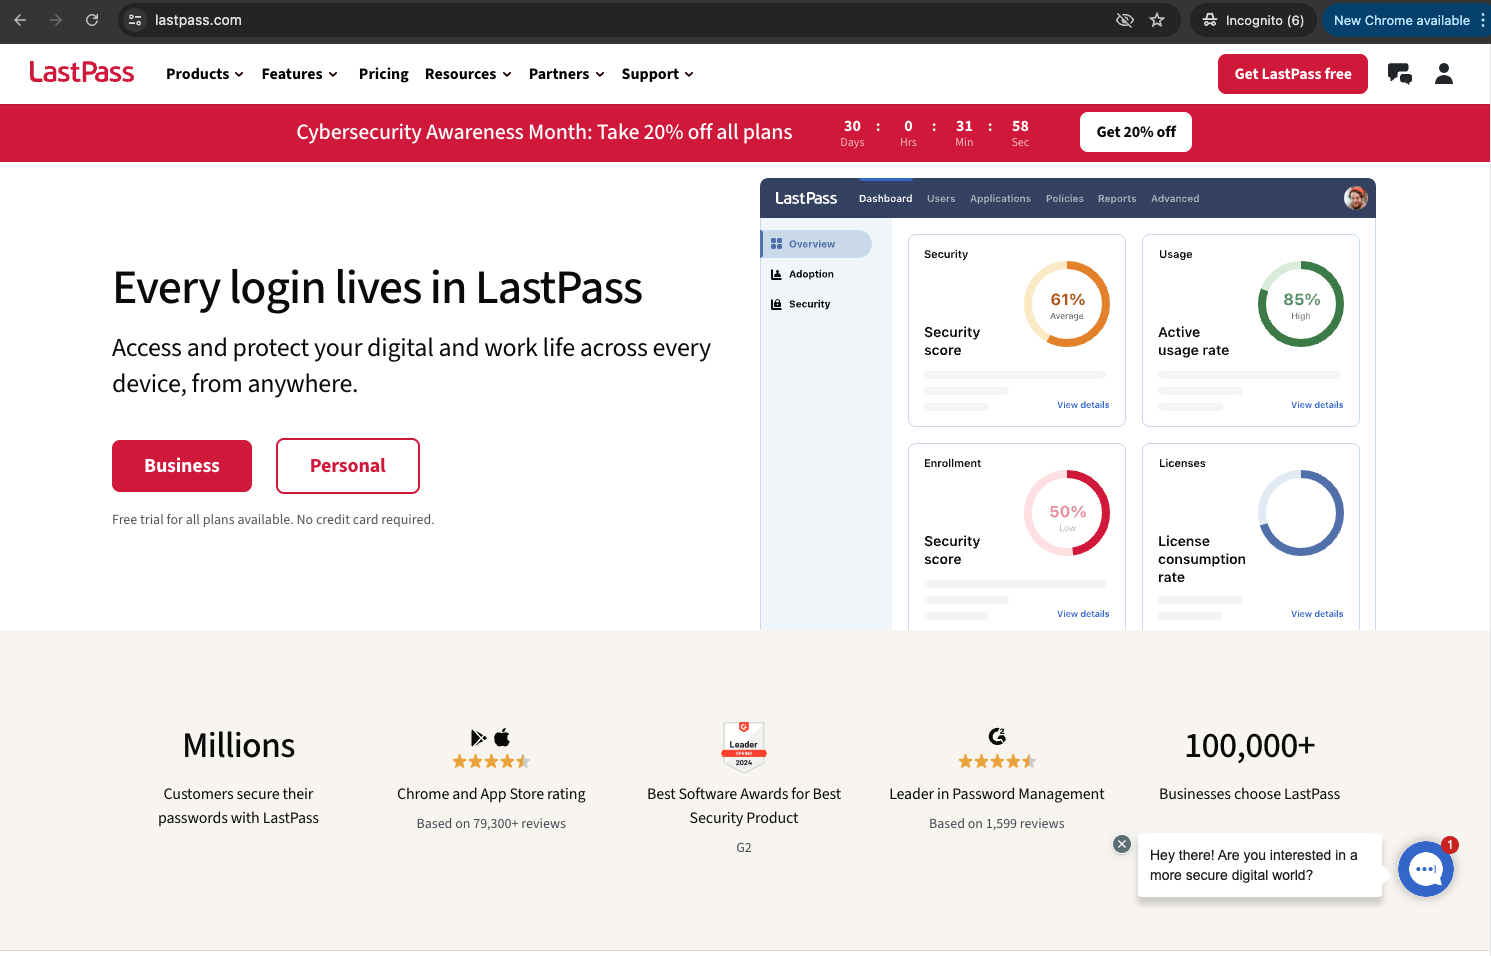 lastpass.com
Incognito (6)
New Chrome available
LastPass
Products
Features
Pricing
Resources
Partners
Support
Get LastPass free
Cybersecurity Awareness Month: Take 20% off all plans
30 : 0 : 31 : 58
Days Hrs Min Sec
Get 20% off
Every login lives in LastPass
Access and protect your digital and work life across every
device, from anywhere.
Business
Personal
Free trial for all plans available. No credit card required.
LastPass
Dashboard
Users
Applications
Policies
Reports
Advanced
Overview
Adoption
Security
Security
61%
Average
Security
score
View details
Usage
85%
High
Active
usage rate
View details
Enrollment
50%
Low
Security
score
View details
Licenses
License
consumption
rate
View details
Millions
Customers secure their
passwords with LastPass
Chrome and App Store rating
Based on 79,300+ reviews
Leader
SPRING
2024
Best Software Awards for Best
Security Product
G2
G2
Leader in Password Management
Based on 1,599 reviews
100,000+
Businesses choose LastPass
Hey there! Are you interested in a
more secure digital world?
1